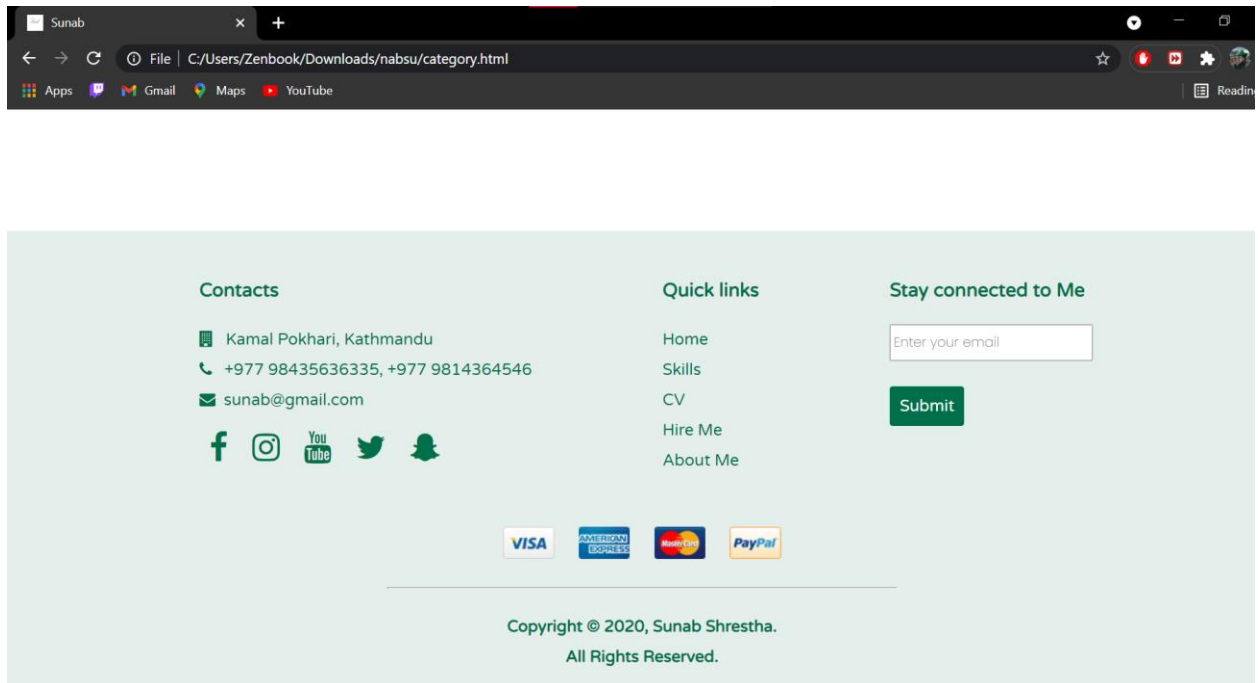 Sunab
File C:/Users/Zenbook/Downloads/nabsu/category.html
Apps Gmail Maps YouTube
Contacts
Kamal Pokhari, Kathmandu
+977 98435636335, +977 9814364546
sunab@gmail.com
You
Tube
Quick links
Home
Skills
CV
Hire Me
About Me
Stay connected to Me
Enter your email
Submit
VISA
AMERICAN
EXPRESS
MasterCard
PayPal
Copyright © 2020, Sunab Shrestha.
All Rights Reserved.